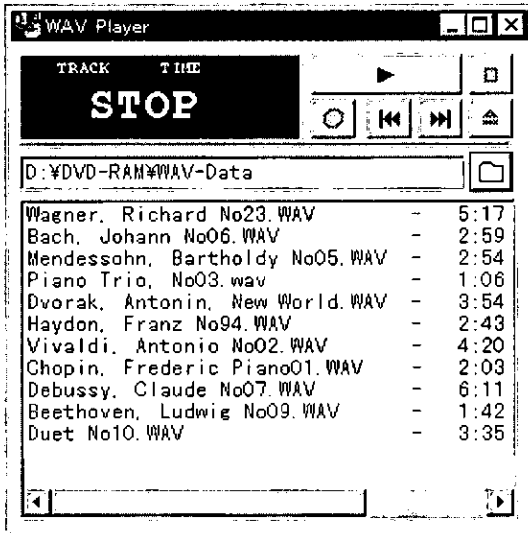 WAV Player
TRACK TIME
STOP
D:¥DVD-RAM¥WAV-Data
Wagner, Richard No23.WAV - 5:17
Bach, Johann No06.WAV - 2:59
Mendessohn, Bartholdy No05.WAV - 2:54
Piano Trio, No03.wav - 1:06
Dvorak, Antonin, New World.WAV - 3:54
Haydon, Franz No94.WAV - 2:43
Vivaldi, Antonio No02.WAV - 4:20
Chopin, Frederic Piano01.WAV - 2:03
Debussy, Claude No07.WAV - 6:11
Beethoven, Ludwig No09.WAV - 1:42
Duet No10.WAV - 3:35